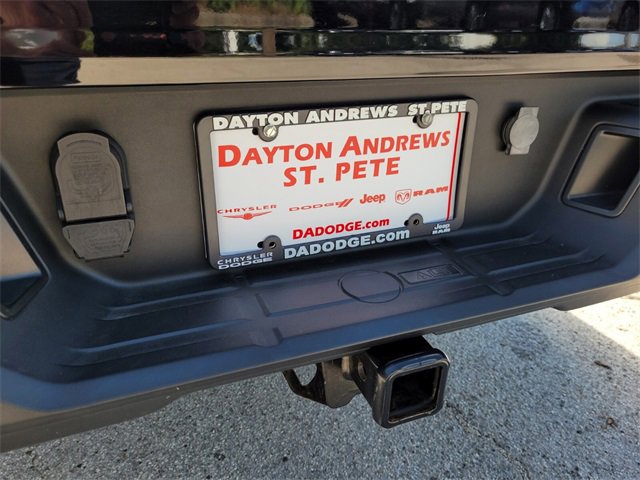 DAYTON ANDREWS ST. PETE
DAYTON ANDREWS
ST. PETE
CHRYSLER DODGE Jeep RAM
DADODGE.com
CHRYSLER DODGE DADODGE.com Jeep RAM